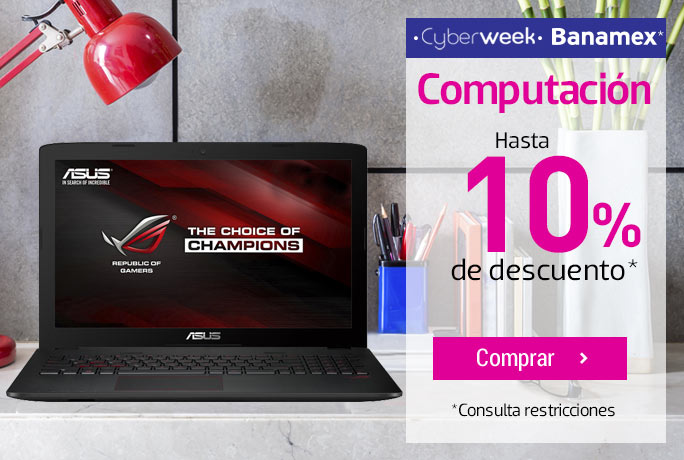 ·Cyberweek· Banamex*
Computación
Hasta
10%
de descuento*
Comprar >
*Consulta restricciones
ASUS
IN SEARCH OF INCREDIBLE
REPUBLIC OF
GAMERS
THE CHOICE OF
CHAMPIONS
ASUS